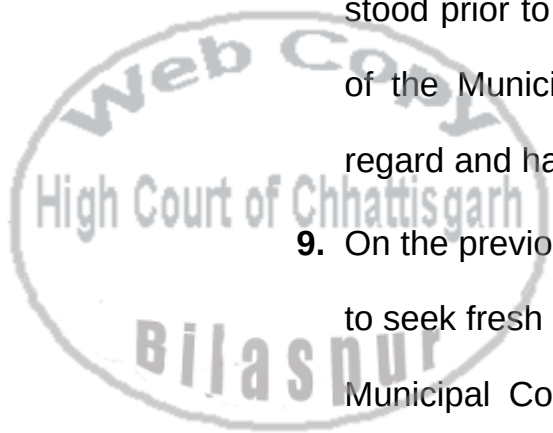 stood prior to
Web Copy
of the Munici
regard and ha
High Court of Chhattisgarh
9. On the previo
to seek fresh
Bilaspur
Municipal Co